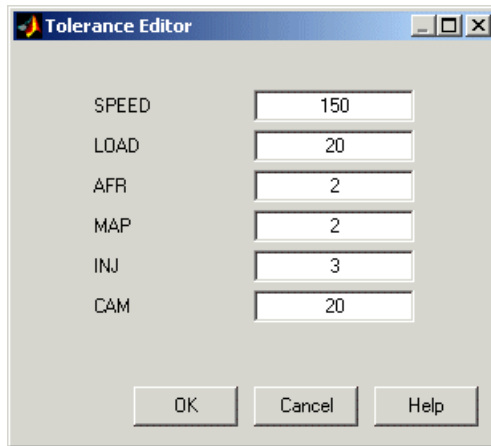 Tolerance Editor
SPEED 150
LOAD 20
AFR 2
MAP 2
INJ 3
CAM 20
OK Cancel Help